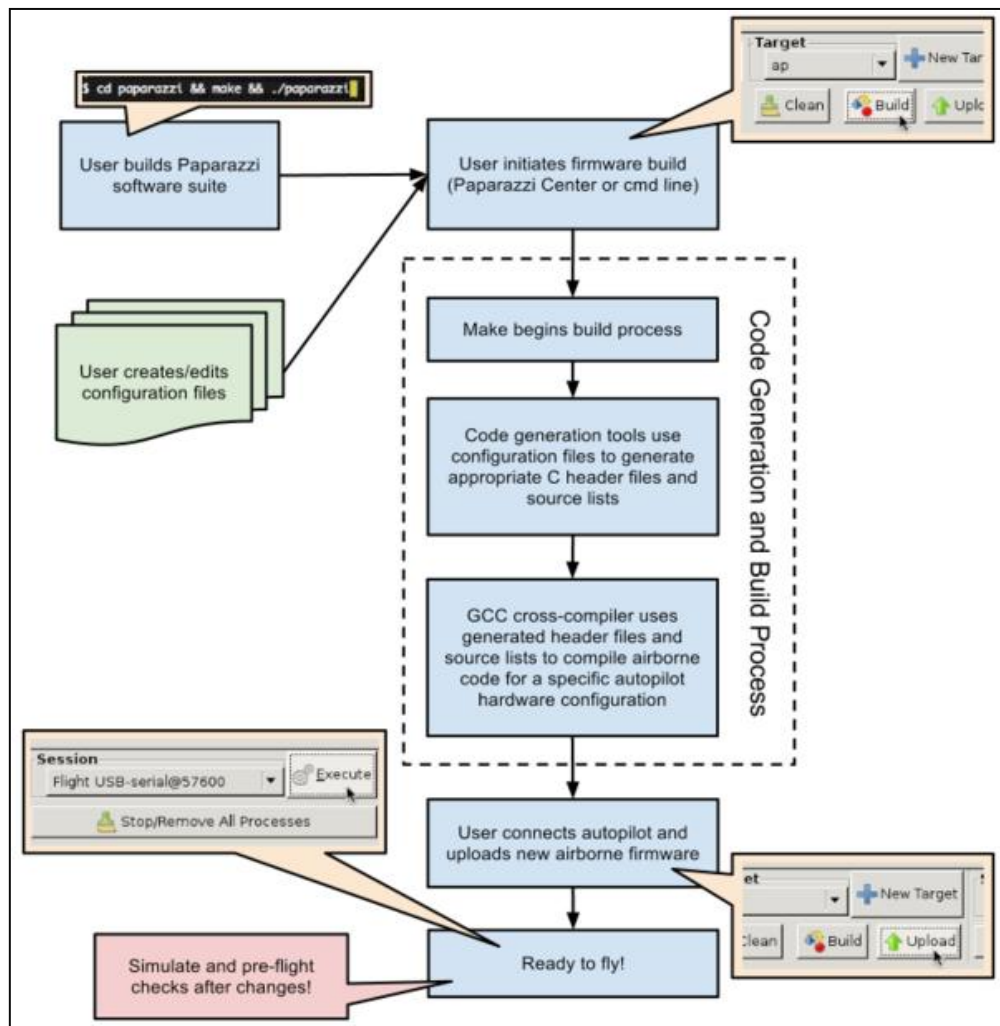 $ cd paparazzi && make && ./paparazzi
Target
ap
New Tar
Clean
Build
Uplo
User builds Paparazzi
software suite
User initiates firmware build
(Paparazzi Center or cmd line)
Make begins build process
User creates/edits
configuration files
Code generation tools use
configuration files to generate
appropriate C header files and
source lists
GCC cross-compiler uses
generated header files and
source lists to compile airborne
code for a specific autopilot
hardware configuration
Code Generation and Build Process
Session
Flight USB-serial@57600
Execute
Stop/Remove All Processes
User connects autopilot and
uploads new airborne firmware
get
New Target
Clean
Build
Upload
Simulate and pre-flight
checks after changes!
Ready to fly!